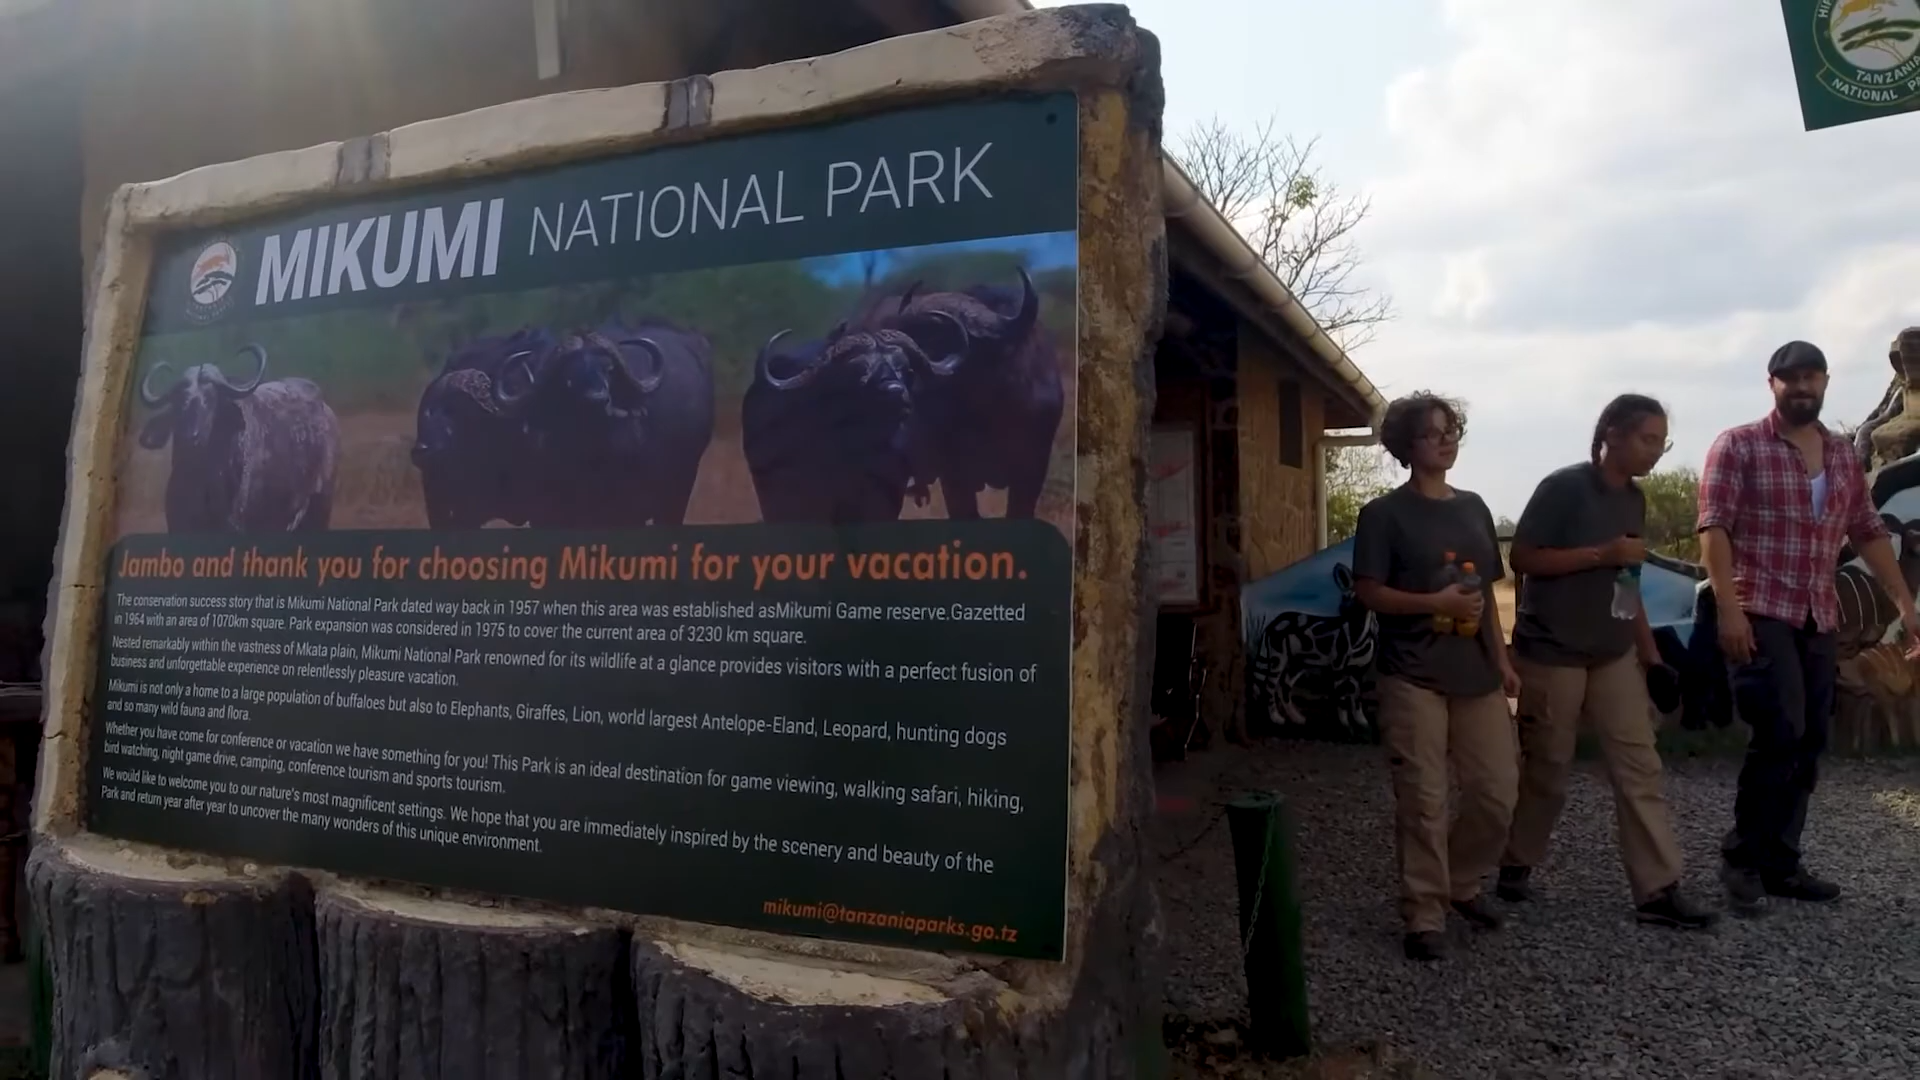 MIKUMI NATIONAL PARK
Jambo and thank you for choosing Mikumi for your vacation.
The conservation success story that is Mikumi National Park dated way back in 1957 when this area was established asMikumi Game reserve.Gazetted
in 1964 with an area of 1070km square. Park expansion was considered in 1975 to cover the current area of 3230 km square.
Nested remarkably within the vastness of Mkata plain, Mikumi National Park renowned for its wildlife at a glance provides visitors with a perfect fusion of
business and unforgettable experience on relentlessly pleasure vacation.
Mikumi is not only a home to a large population of buffaloes but also to Elephants, Giraffes, Lion, world largest Antelope-Eland, Leopard, hunting dogs
and so many wild fauna and flora.
Whether you have come for conference or vacation we have something for you! This Park is an ideal destination for game viewing, walking safari, hiking,
bird watching, night game drive, camping, conference tourism and sports tourism.
We would like to welcome you to our nature's most magnificent settings. We hope that you are immediately inspired by the scenery and beauty of the
Park and return year after year to uncover the many wonders of this unique environment.
mikumi@tanzaniaparks.go.tz
TANZANIA
NATIONAL